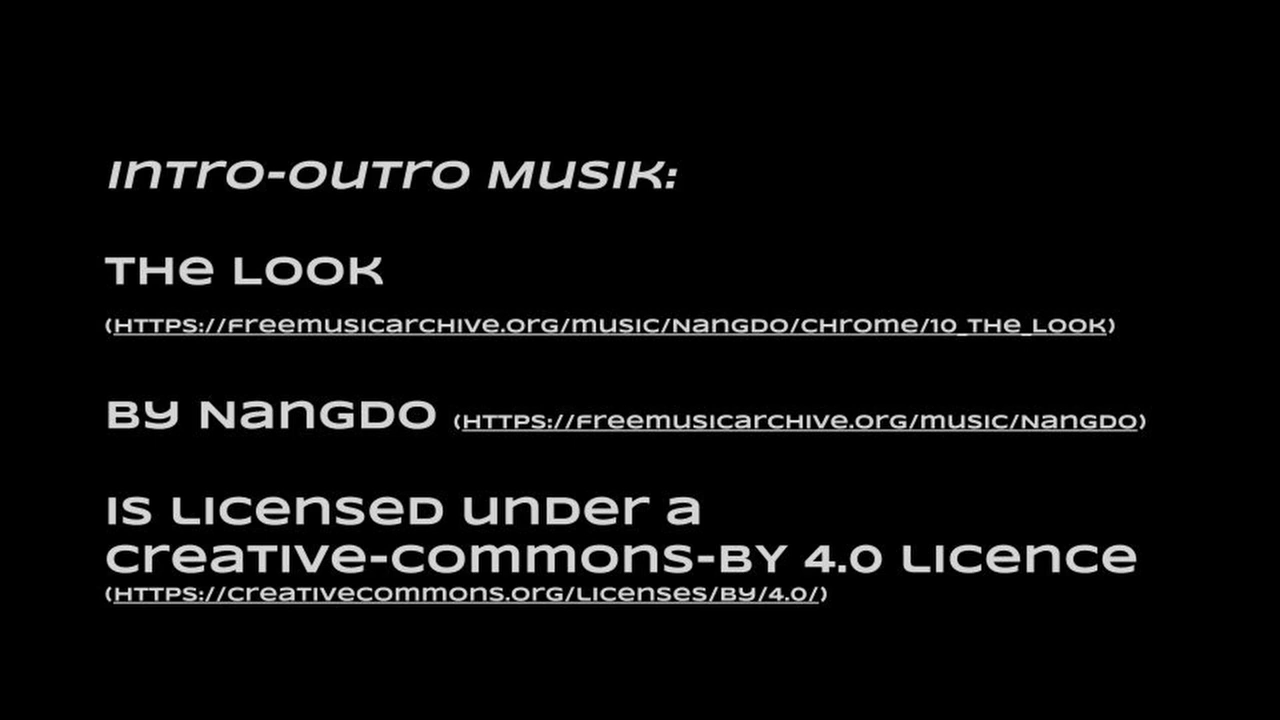 Intro-Outro Musik:
The Look
(https://freemusicarchive.org/music/Nangdo/Chrome/10_The_Look)
By Nangdo (https://freemusicarchive.org/music/Nangdo)
is licensed under a
Creative-Commons-BY 4.0 Licence
(https://creativecommons.org/licenses/by/4.0/)